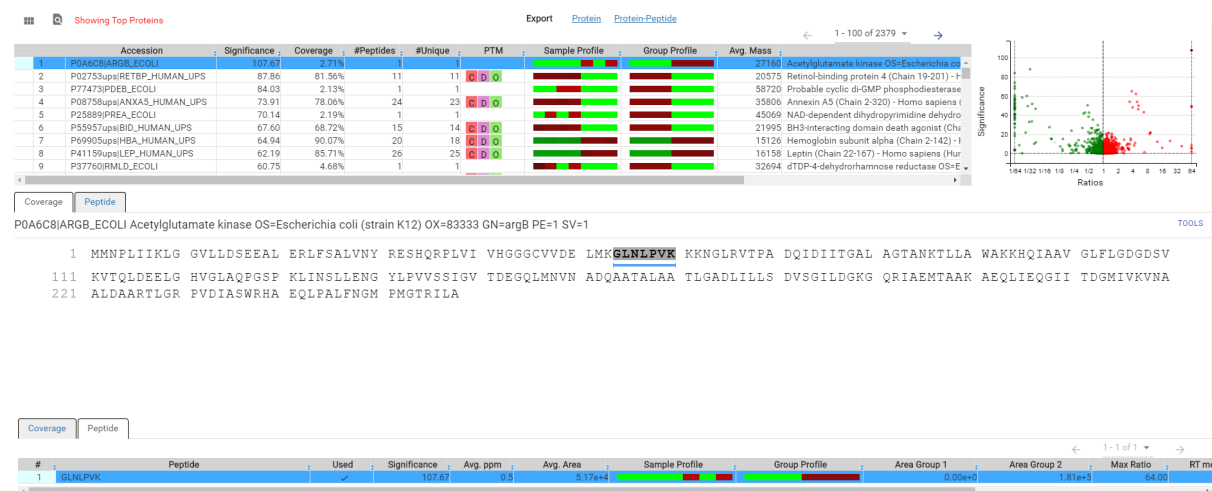 Showing Top Proteins
Export Protein Protein-Peptide
1 - 100 of 2379
Accession Significance Coverage #Peptides #Unique PTM Sample Profile Group Profile Avg. Mass
1 P0A6C8|ARGB_ECOLI 107.67 2.71% 1 1 27160 Acetylglutamate kinase OS=Escherichia co
2 P02753ups|RETBP_HUMAN_UPS 87.86 81.56% 11 11 C D O 20575 Retinol-binding protein 4 (Chain 19-201) - H
3 P77473|PDEB_ECOLI 84.03 2.13% 1 1 58720 Probable cyclic di-GMP phosphodiesterase
4 P08758ups|ANXA5_HUMAN_UPS 73.91 78.06% 24 23 C D O 35806 Annexin A5 (Chain 2-320) - Homo sapiens (
5 P25889|PREA_ECOLI 70.14 2.19% 1 1 45069 NAD-dependent dihydropyrimidine dehydro
6 P55957ups|BID_HUMAN_UPS 67.60 68.72% 15 14 C D O 21995 BH3-interacting domain death agonist (Cha
7 P69905ups|HBA_HUMAN_UPS 64.94 90.07% 20 18 C D O 15126 Hemoglobin subunit alpha (Chain 2-142) - H
8 P41159ups|LEP_HUMAN_UPS 62.19 85.71% 26 25 C D O 16158 Leptin (Chain 22-167) - Homo sapiens (Hur
9 P37760|RMLD_ECOLI 60.75 4.68% 1 1 32694 dTDP-4-dehydrorhamnose reductase OS=E
Significance
100
80
60
40
20
0
1/64 1/32 1/16 1/8 1/4 1/2 1 2 4 8 16 32 64
Ratios
Coverage Peptide
P0A6C8|ARGB_ECOLI Acetylglutamate kinase OS=Escherichia coli (strain K12) OX=83333 GN=argB PE=1 SV=1
TOOLS
1 MMNPLIIKLG GVLLDSEEAL ERLFSALVNY RESHQRPLVI VHGGGCVVDE LMKGLNLPVK KKNGLRVTPA DQIDIITGAL AGTANKTLLA WAKKHQIAAV GLFLGDGDSV
111 KVTQLDEELG HVGLAQPGSP KLINSLLENG YLPVVSSIGV TDEGQLMNVN ADQAATALAA TLGADLILLS DVSGILDGKG QRIAEMTAAK AEQLIEQGII TDGMIVKVNA
221 ALDAARTLGR PVDIASWRHA EQLPALFNGM PMGTRILA
Coverage Peptide
1 - 1 of 1
# Peptide Used Significance Avg. ppm Avg. Area Sample Profile Group Profile Area Group 1 Area Group 2 Max Ratio RT me
1 GLNLPVK ✓ 107.67 0.5 5.17e+4 0.00e+0 1.81e+5 64.00